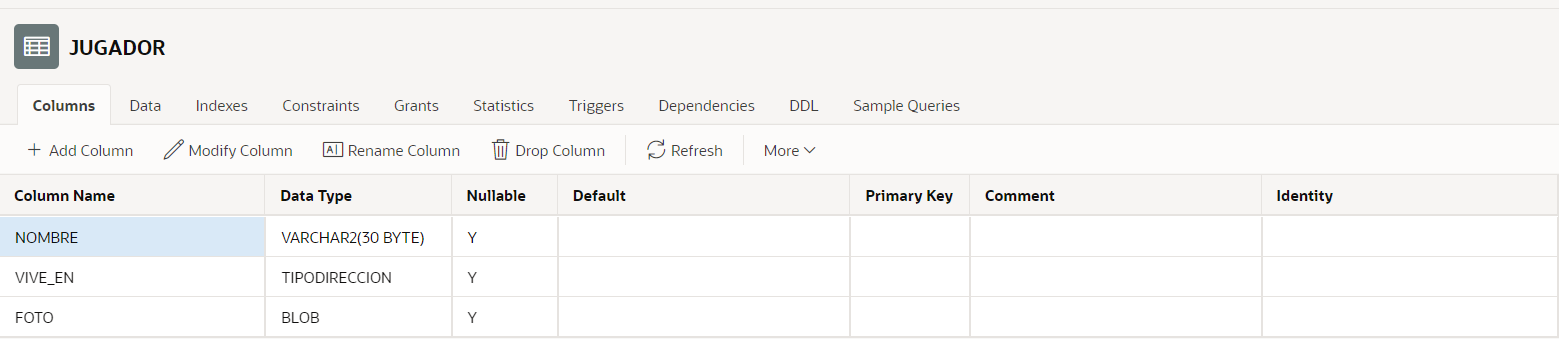 JUGADOR
Columns Data Indexes Constraints Grants Statistics Triggers Dependencies DDL Sample Queries
Add Column Modify Column Rename Column Drop Column Refresh More
Column Name Data Type Nullable Default Primary Key Comment Identity
NOMBRE VARCHAR2(30 BYTE) Y
VIVE_EN TIPODIRECCION Y
FOTO BLOB Y